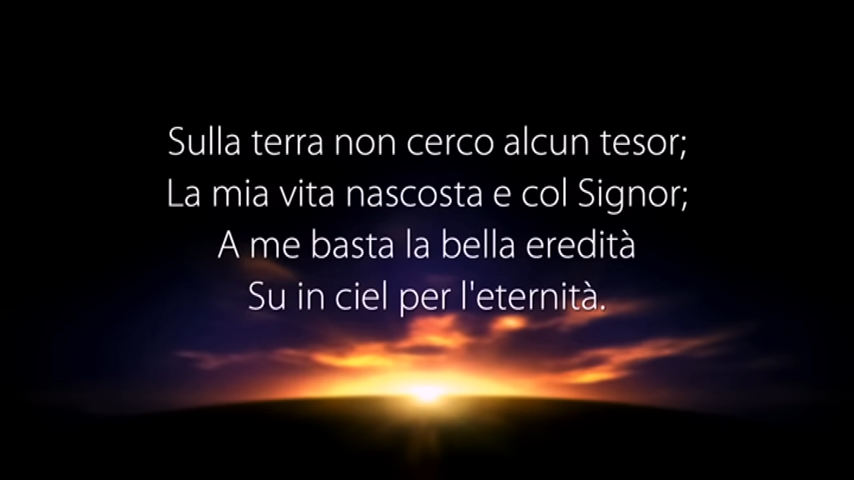 Sulla terra non cerco alcun tesor;
La mia vita nascosta e col Signor;
A me basta la bella eredità
Su in ciel per l'eternità.